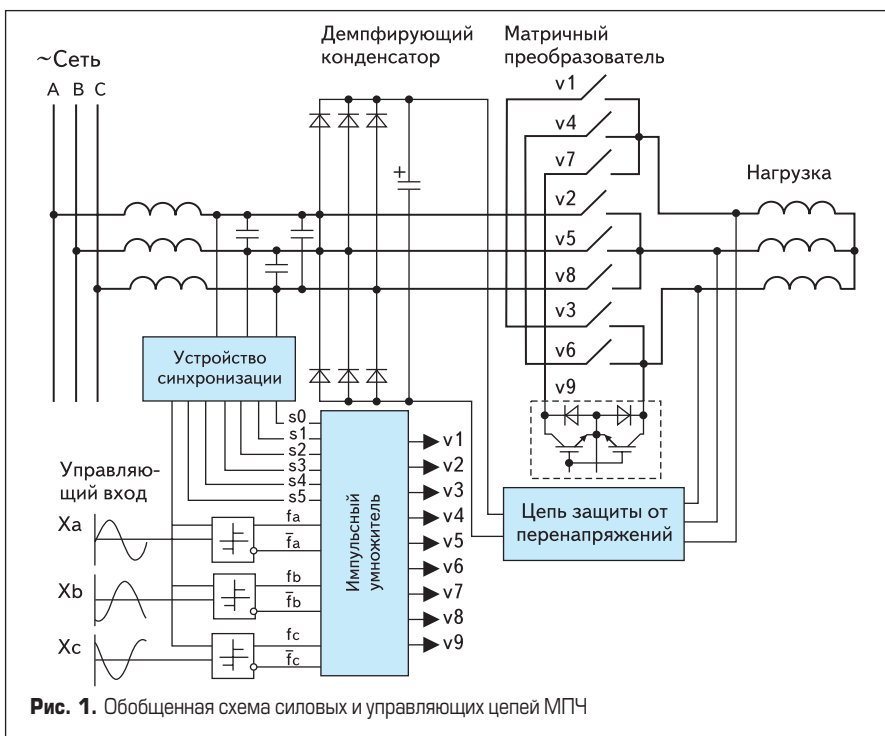 Демпфирующий
конденсатор
Матричный
преобразователь
~Сеть
A B C
v1
v4
v7
v2
v5
v8
v3
v6
v9
+
Нагрузка
Устройство
синхронизации
s0
s1
s2
s3
s4
s5
Управляю-
щий вход
Xa
Xb
Xc
fa
f̅a
fb
f̅b
fc
f̅c
Импульсный
умножитель
v1
v2
v3
v4
v5
v6
v7
v8
v9
Цепь защиты от
перенапряжений
Рис. 1. Обобщенная схема силовых и управляющих цепей МПЧ